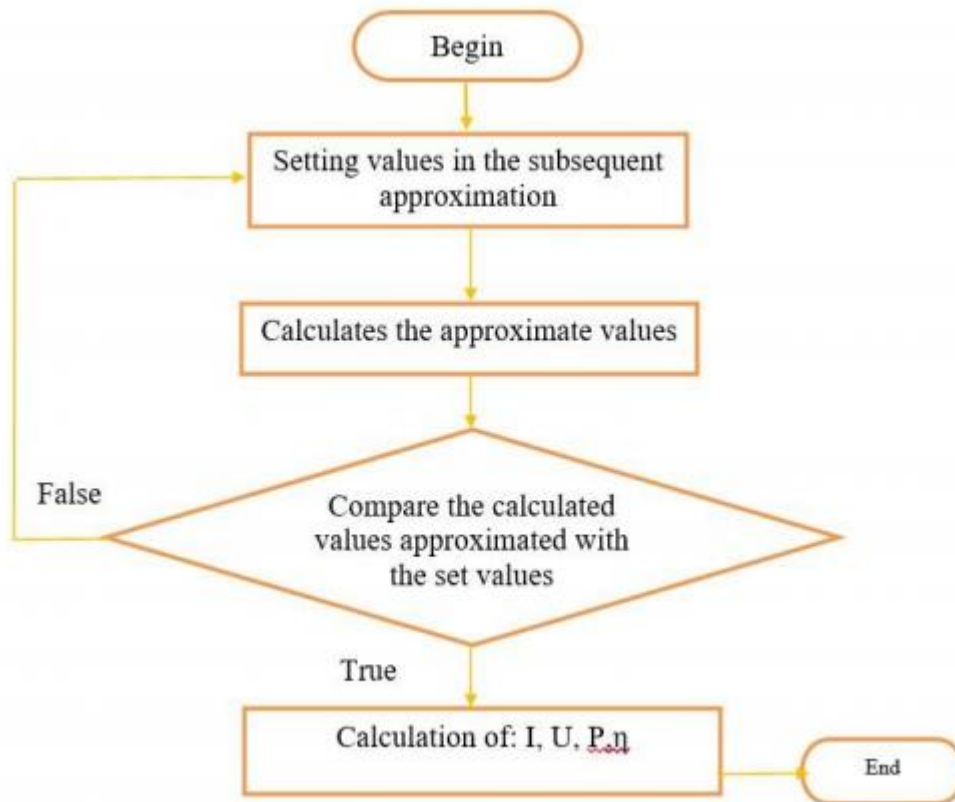 Begin
Setting values in the subsequent
approximation
Calculates the approximate values
False
Compare the calculated
values approximated with
the set values
True
Calculation of: I, U, P,η
End